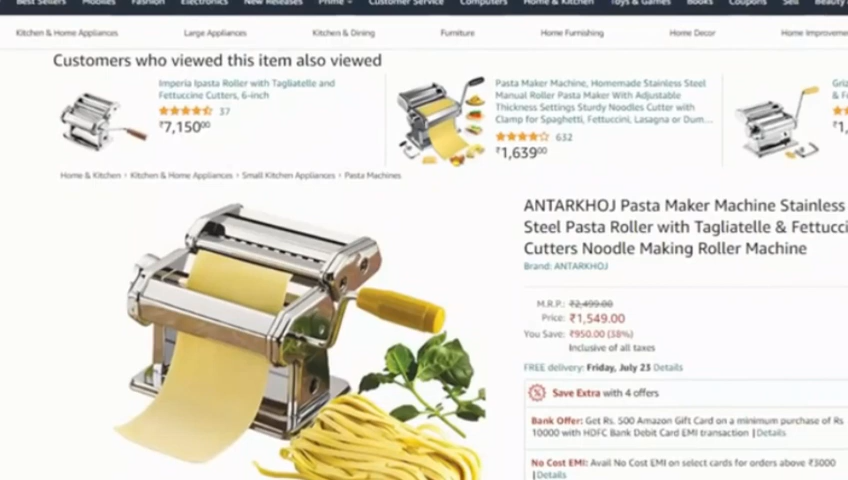 Best Sellers Mobiles Fashion Electronics New Releases Prime Customer Service Computers Home & Kitchen Toys & Games Books Coupons Sell Beauty
Kitchen & Home Appliances Large Appliances Kitchen & Dining Furniture Home Furnishing Home Decor Home Improveme
Customers who viewed this item also viewed
Imperia Ipasta Roller with Tagliatelle and
Fettuccine Cutters, 6-inch
37
₹7,150⁰⁰
Pasta Maker Machine, Homemade Stainless Steel
Manual Roller Pasta Maker With Adjustable
Thickness Settings Sturdy Noodles Cutter with
Clamp for Spaghetti, Fettuccini, Lasagna or Dum...
632
₹1,639⁰⁰
& F
₹1,
Home & Kitchen › Kitchen & Home Appliances › Small Kitchen Appliances › Pasta Machines
ANTARKHOJ Pasta Maker Machine Stainless
Steel Pasta Roller with Tagliatelle & Fettucci
Cutters Noodle Making Roller Machine
Brand: ANTARKHOJ
M.R.P.: ₹2,499.00
Price: ₹1,549.00
You Save: ₹950.00 (38%)
Inclusive of all taxes
FREE delivery: Friday, July 23 Details
Save Extra with 4 offers
Bank Offer: Get Rs. 500 Amazon Gift Card on a minimum purchase of Rs
10000 with HDFC Bank Debit Card EMI transaction | Details
No Cost EMI: Avail No Cost EMI on select cards for orders above ₹3000
| Details